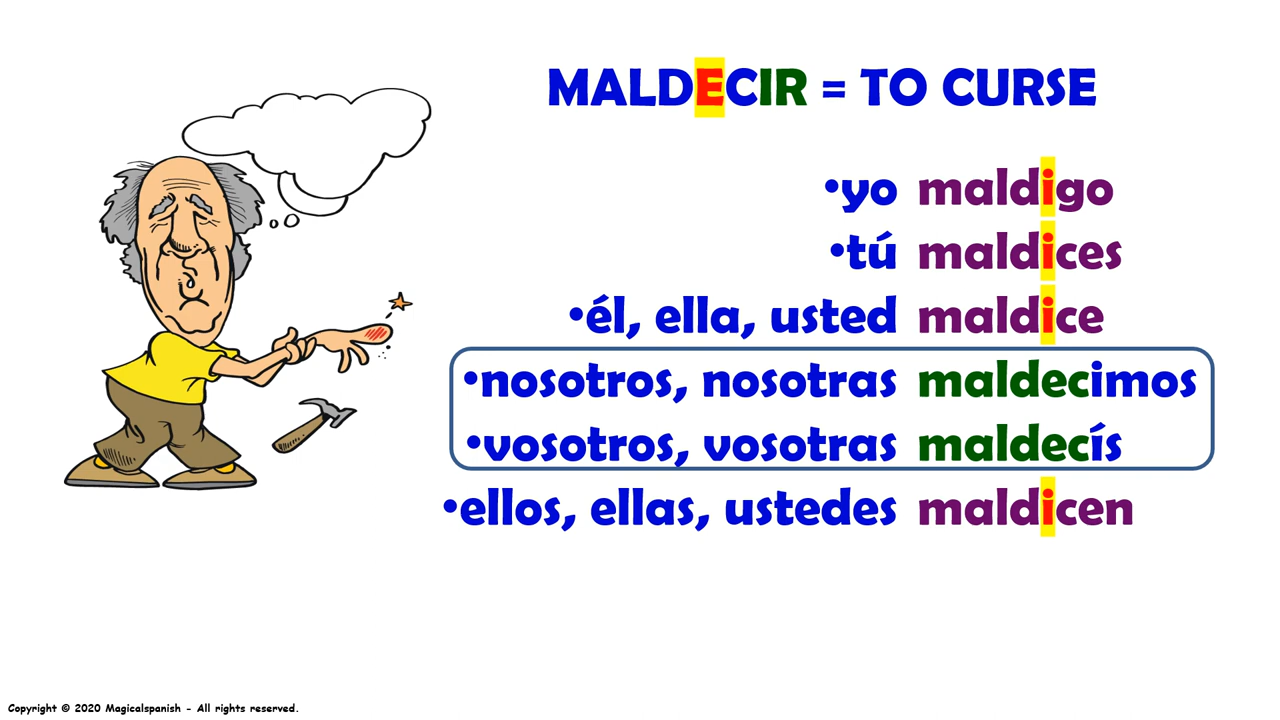 MALDECIR = TO CURSE
•yo maldigo
•tú maldices
•él, ella, usted maldice
•nosotros, nosotras maldecimos
•vosotros, vosotras maldecís
•ellos, ellas, ustedes maldicen
Copyright © 2020 Magicalspanish - All rights reserved.